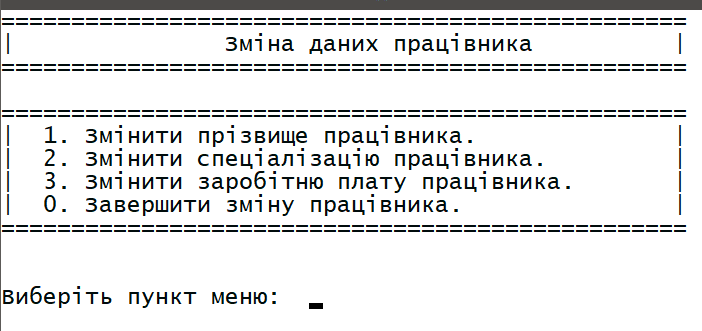 =================================================
|               Зміна даних працівника          |
=================================================
=================================================
|  1. Змінити прізвище працівника.              |
|  2. Змінити спеціалізацію працівника.         |
|  3. Змінити заробітню плату працівника.       |
|  0. Завершити зміну працівника.               |
=================================================
Виберіть пункт меню:  _